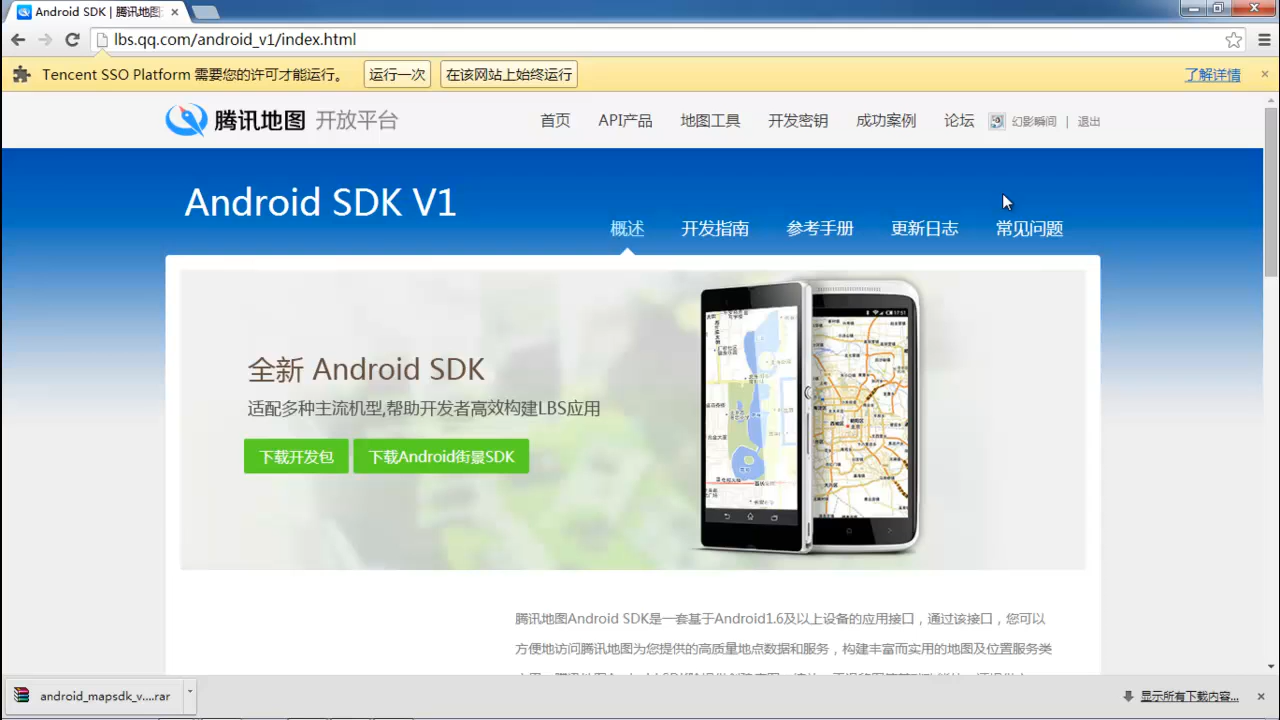 Android SDK | 腾讯地图
lbs.qq.com/android_v1/index.html
Tencent SSO Platform 需要您的许可才能运行。 运行一次 在该网站上始终运行 了解详情
腾讯地图 开放平台 首页 API产品 地图工具 开发密钥 成功案例 论坛 幻影瞬间 | 退出
Android SDK V1
概述 开发指南 参考手册 更新日志 常见问题
全新 Android SDK
适配多种主流机型,帮助开发者高效构建LBS应用
下载开发包 下载Android街景SDK
腾讯地图Android SDK是一套基于Android1.6及以上设备的应用接口，通过该接口，您可以
方便地访问腾讯地图为您提供的高质量地点数据和服务，构建丰富而实用的地图及位置服务类
android_mapsdk_v....rar 显示所有下载内容...